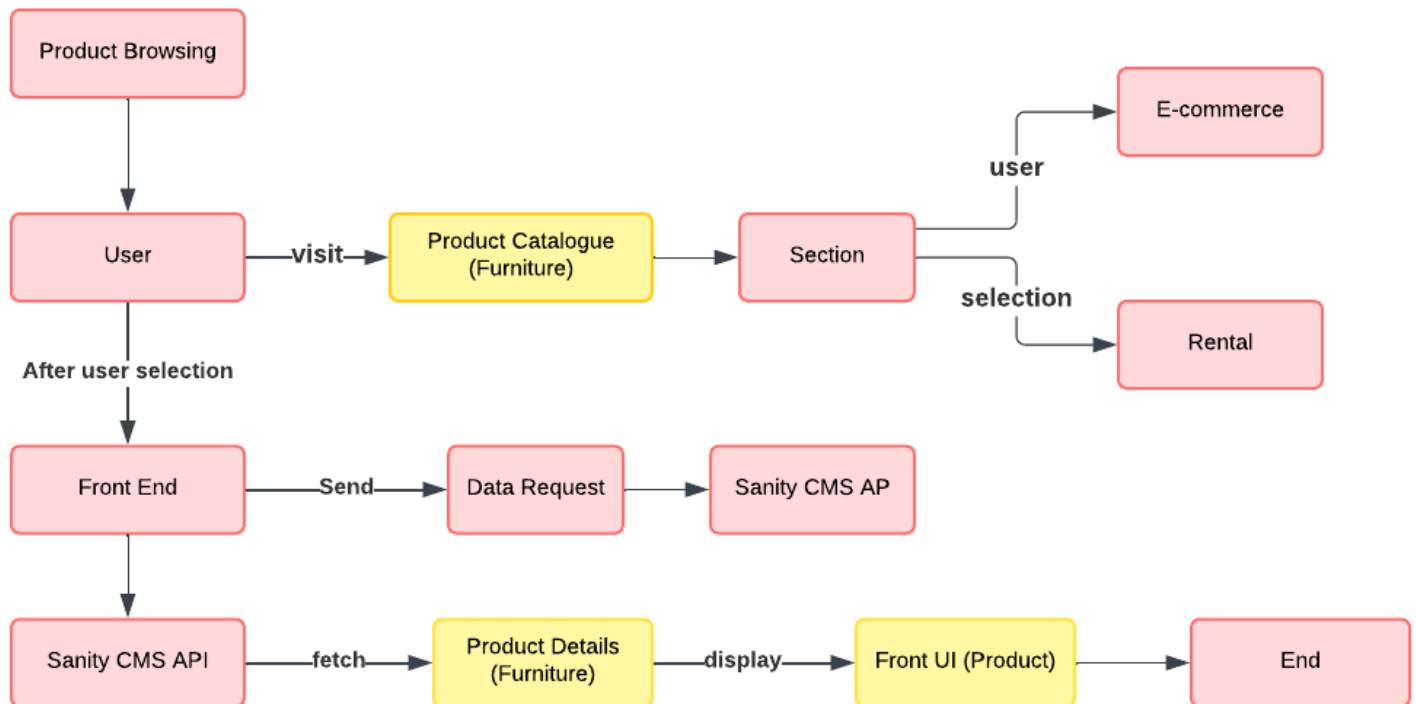 Product Browsing
E-commerce
user
User
visit
Product Catalogue
(Furniture)
Section
selection
Rental
After user selection
Front End
Send
Data Request
Sanity CMS AP
Sanity CMS API
fetch
Product Details
(Furniture)
display
Front UI (Product)
End